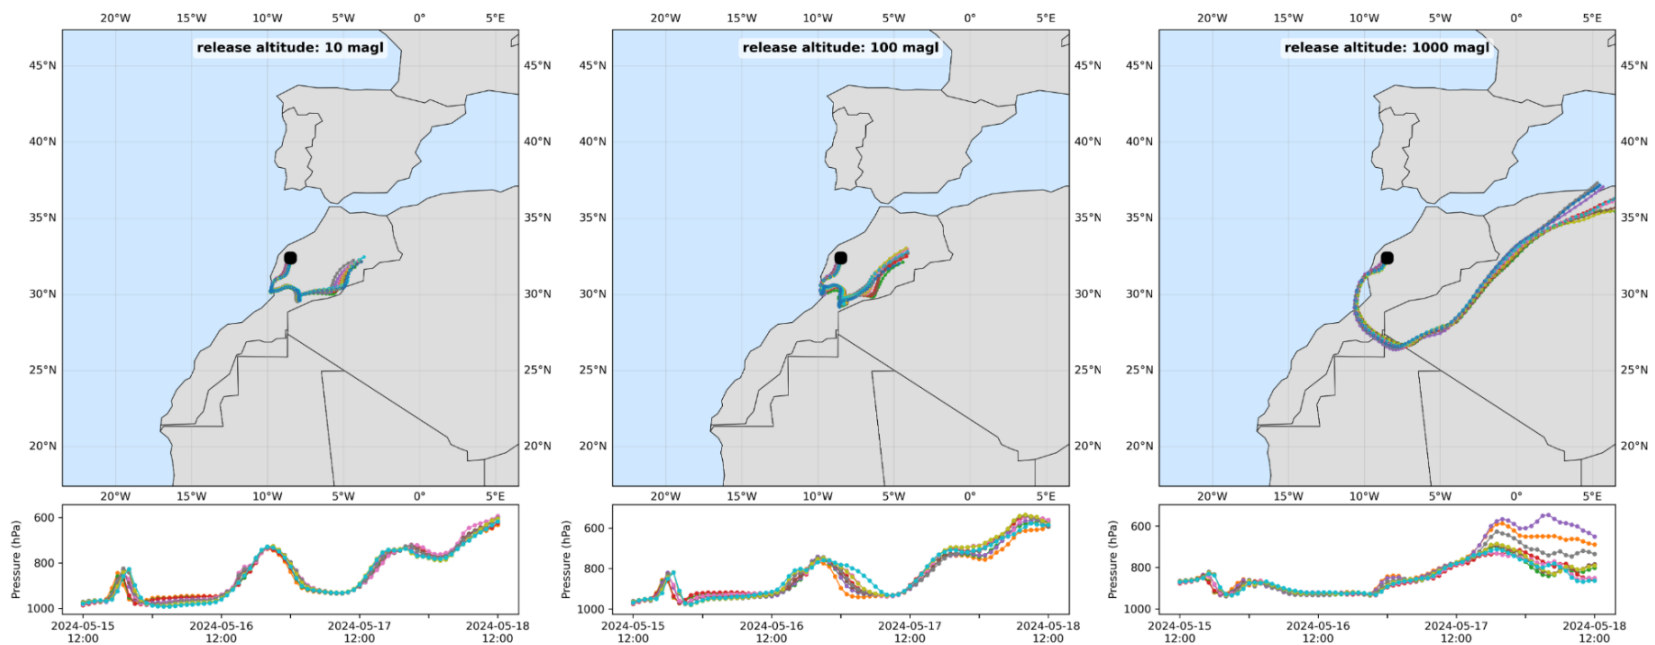 20°W 15°W 10°W 5°W 0° 5°E 20°W 15°W 10°W 5°W 0° 5°E 20°W 15°W 10°W 5°W 0° 5°E
release altitude: 10 magl release altitude: 100 magl release altitude: 1000 magl
45°N 45°N 45°N 45°N 45°N 45°N
40°N 40°N 40°N 40°N 40°N 40°N
35°N 35°N 35°N 35°N 35°N 35°N
30°N 30°N 30°N 30°N 30°N 30°N
25°N 25°N 25°N 25°N 25°N 25°N
20°N 20°N 20°N 20°N 20°N 20°N
20°W 15°W 10°W 5°W 0° 5°E 20°W 15°W 10°W 5°W 0° 5°E 20°W 15°W 10°W 5°W 0° 5°E
Pressure (hPa) Pressure (hPa) Pressure (hPa)
600 600 600
800 800 800
1000 1000 1000
2024-05-15 2024-05-16 2024-05-17 2024-05-18 2024-05-15 2024-05-16 2024-05-17 2024-05-18 2024-05-15 2024-05-16 2024-05-17 2024-05-18
12:00 12:00 12:00 12:00 12:00 12:00 12:00 12:00 12:00 12:00 12:00 12:00